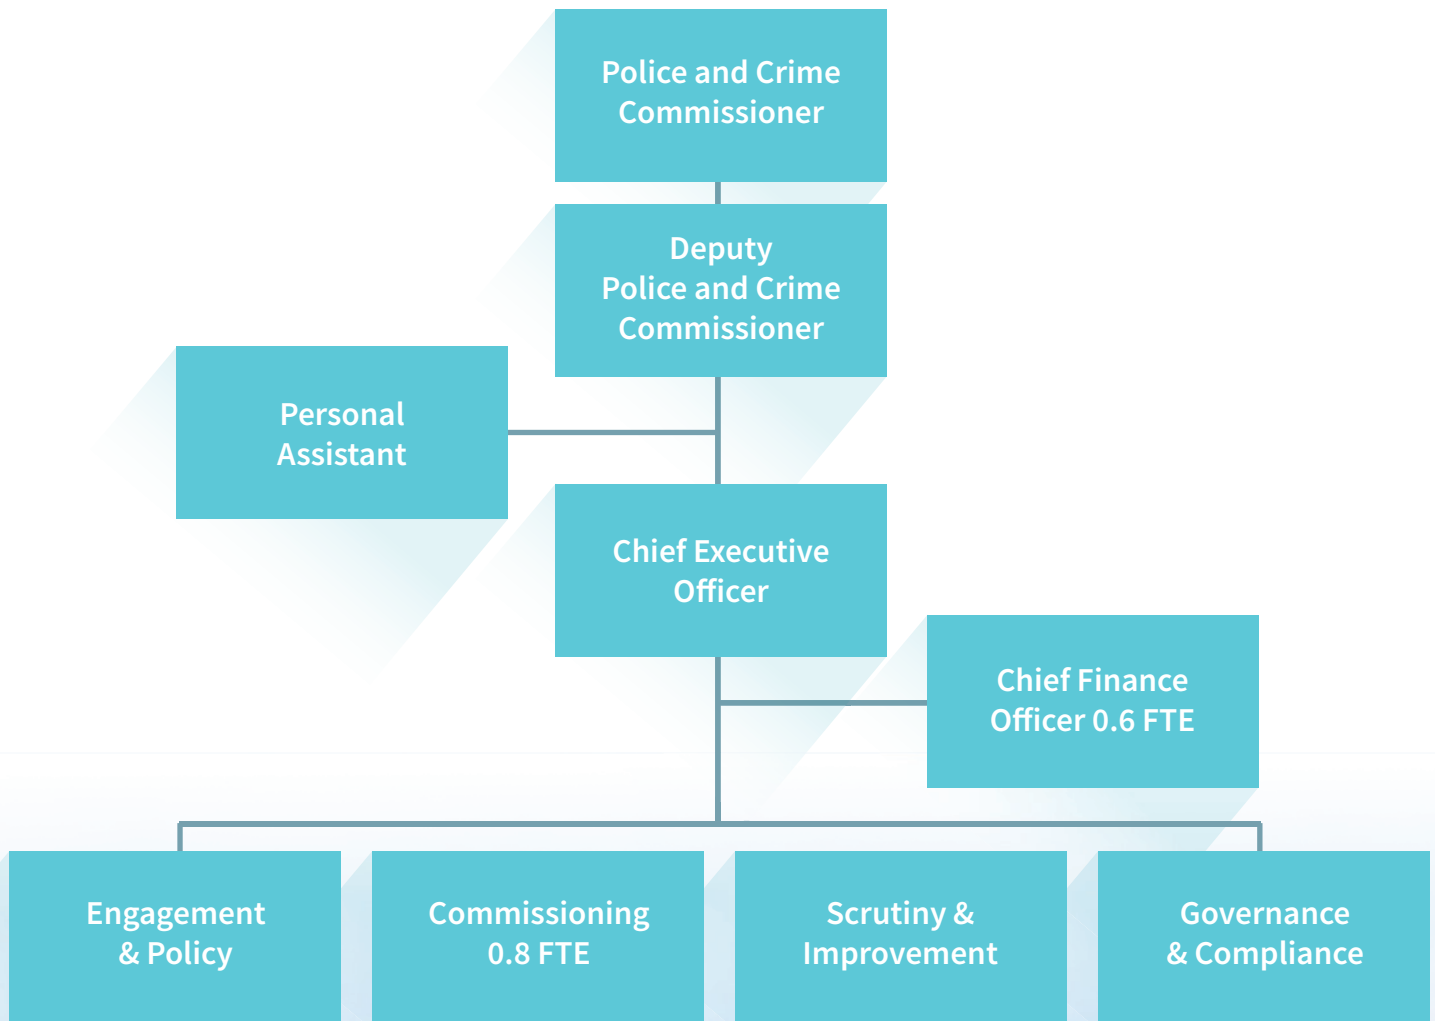 Police and Crime
Commissioner
Deputy
Police and Crime
Commissioner
Personal
Assistant
Chief Executive
Officer
Chief Finance
Officer 0.6 FTE
Engagement
& Policy
Commissioning
0.8 FTE
Scrutiny &
Improvement
Governance
& Compliance